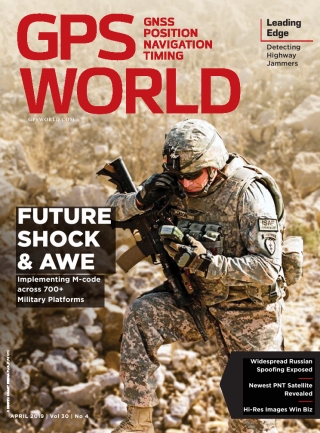 GPS
WORLD
GNSS
POSITION
NAVIGATION
TIMING
Leading
Edge
Detecting
Highway
Jammers
GPSWORLD.COM
FUTURE
SHOCK
& AWE
Implementing M-code
across 700+
Military Platforms
Widespread Russian
Spoofing Exposed
Newest PNT Satellite
Revealed
Hi-Res Images Win Biz
APRIL 2019 | Vol 30 | No 4